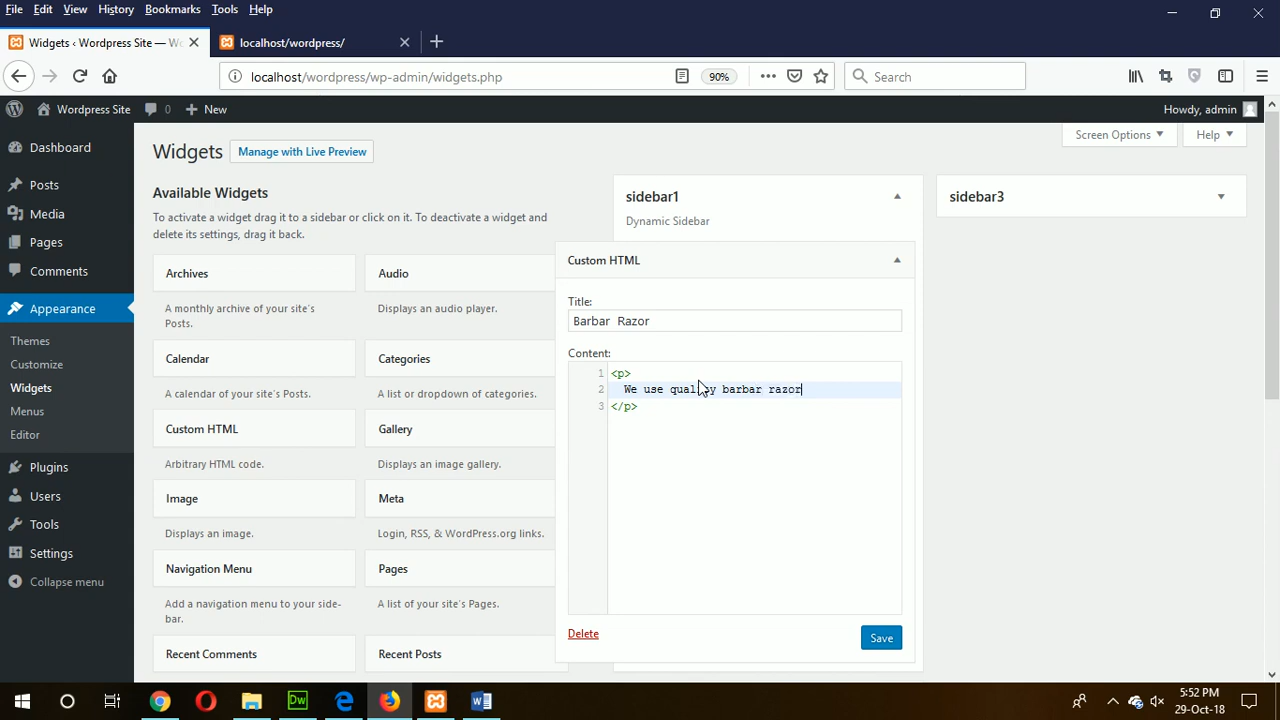 File Edit View History Bookmarks Tools Help
Widgets ‹ Wordpress Site — Wo
localhost/wordpress/
localhost/wordpress/wp-admin/widgets.php
90%
Search
Wordpress Site 0 New
Howdy, admin
Dashboard
Posts
Media
Pages
Comments
Appearance
Themes
Customize
Widgets
Menus
Editor
Plugins
Users
Tools
Settings
Collapse menu
Screen Options Help
Widgets Manage with Live Preview
Available Widgets
To activate a widget drag it to a sidebar or click on it. To deactivate a widget and
delete its settings, drag it back.
Archives
A monthly archive of your site's
Posts.
Audio
Displays an audio player.
Calendar
A calendar of your site's Posts.
Categories
A list or dropdown of categories.
Custom HTML
Arbitrary HTML code.
Gallery
Displays an image gallery.
Image
Displays an image.
Meta
Login, RSS, & WordPress.org links.
Navigation Menu
Add a navigation menu to your side-
bar.
Pages
A list of your site's Pages.
Recent Comments
Recent Posts
sidebar1
Dynamic Sidebar
Custom HTML
Title:
Barbar Razor
Content:
1 <p>
2 We use quality barbar razor
3 </p>
Delete
Save
sidebar3
Dw
5:52 PM
29-Oct-18